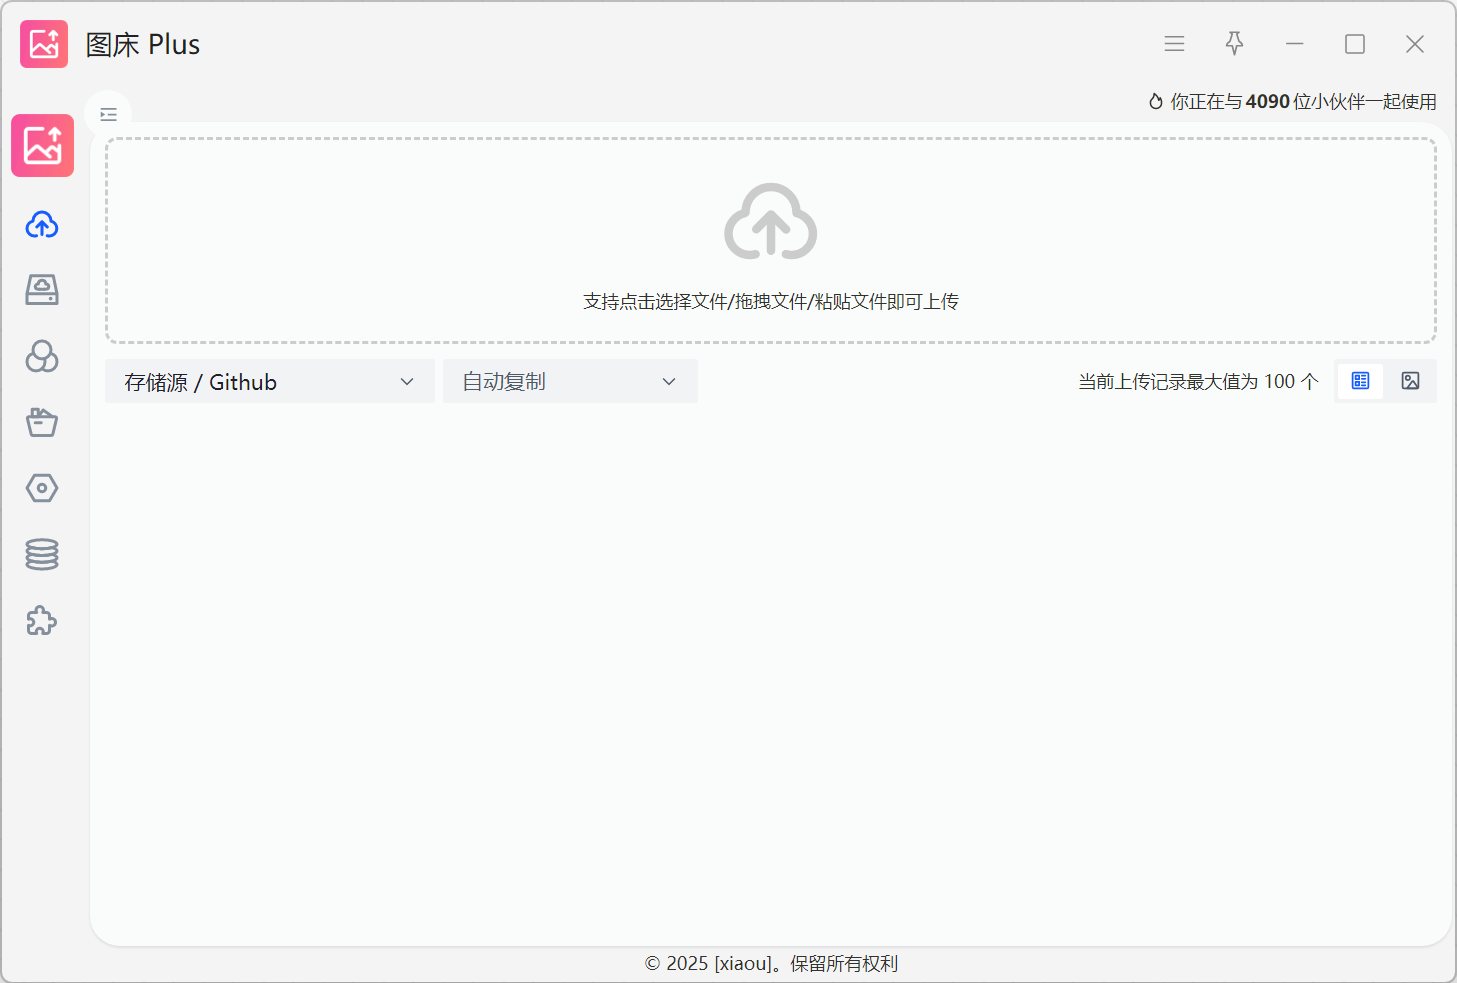 图床 Plus
你正在与 4090 位小伙伴一起使用
支持点击选择文件/拖拽文件/粘贴文件即可上传
存储源 / Github
自动复制
当前上传记录最大值为 100 个
© 2025 [xiaou]。保留所有权利